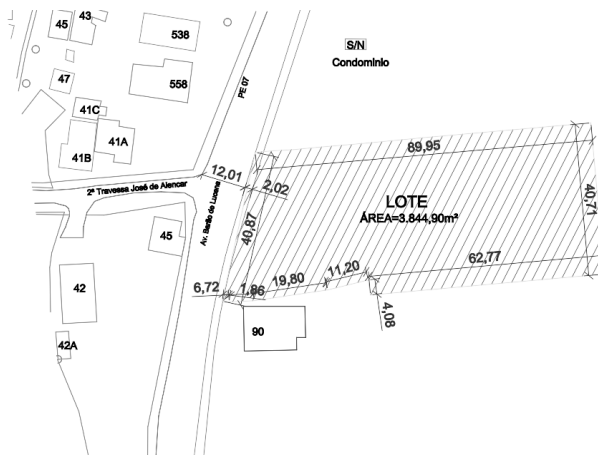 43
45
538
S/N
Condominio
47
558
PE 07
41C
41A
41B
89,95
12,01
2,02
2ª Travessa José de Alencar
LOTE
ÁREA=3.844,90m²
40,71
Av. Barão de Lucena
40,87
45
62,77
11,20
19,80
6,72
1,86
42
4,08
90
42A